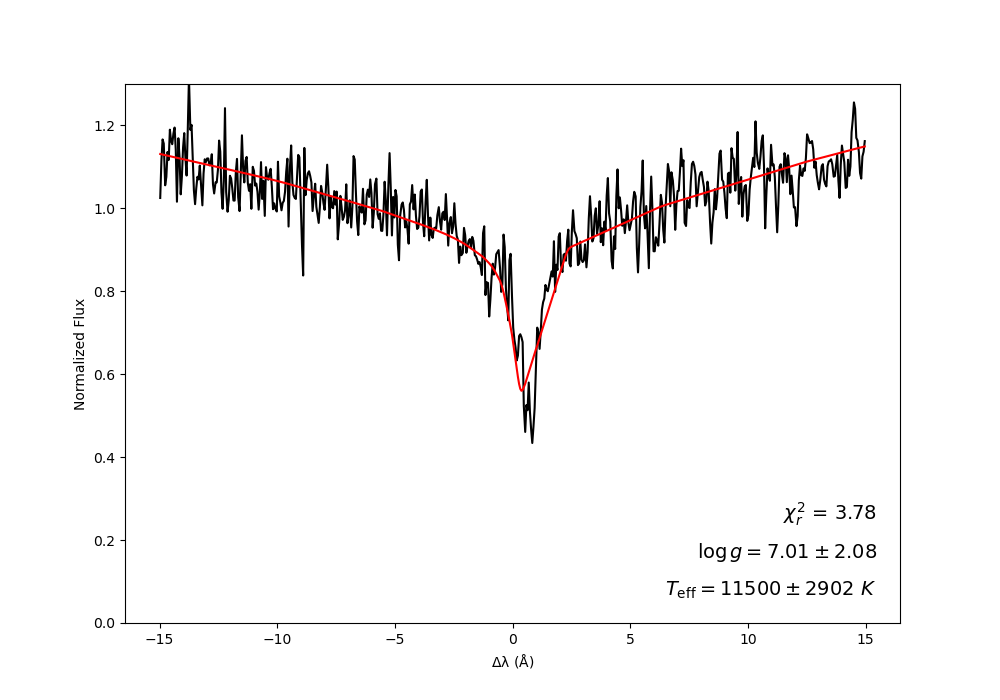 1.2
1.0
0.8
0.6
0.4
0.2
0.0
Normalized Flux
χ²ᵣ = 3.78
log g = 7.01 ± 2.08
T_eff = 11500 ± 2902 K
−15 −10 −5 0 5 10 15
Δλ (Å)